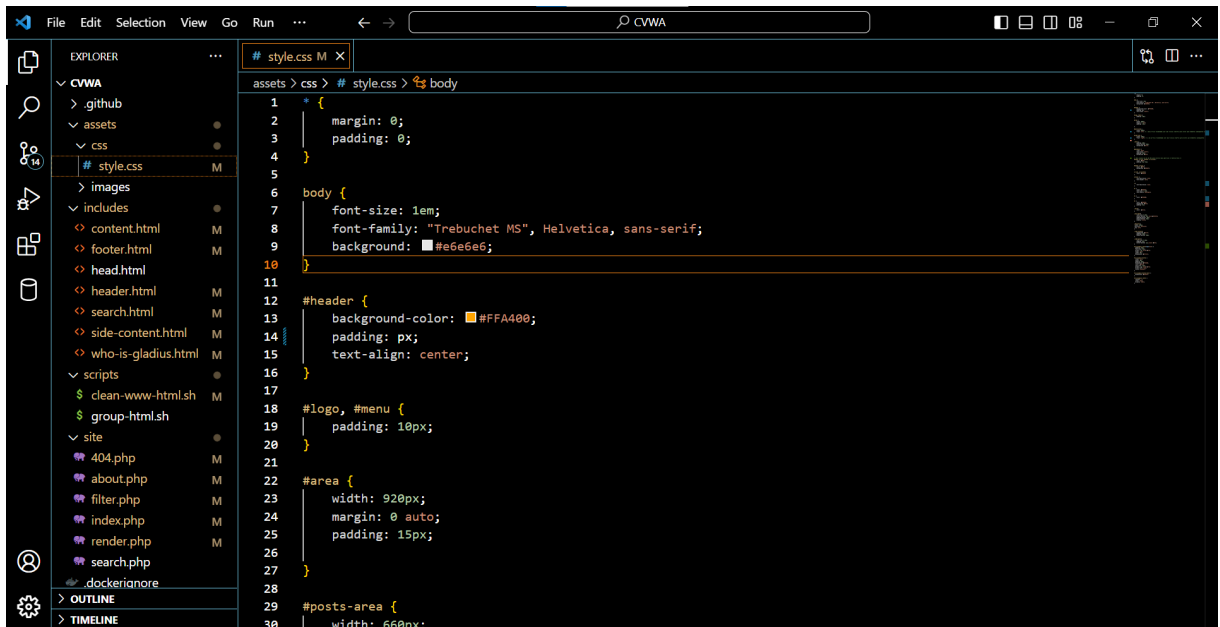 File Edit Selection View Go Run ··· ← → CVWA
EXPLORER ···
CVWA
.github
assets
css
# style.css M
images
includes
<> content.html M
<> footer.html M
<> head.html
<> header.html M
<> search.html M
<> side-content.html M
<> who-is-gladius.html M
scripts
$ clean-www-html.sh M
$ group-html.sh
site
404.php M
about.php M
filter.php M
index.php M
render.php M
search.php
.dockerignore
OUTLINE
TIMELINE
14
# style.css M ×
assets > css > # style.css > body
1 * {
2 margin: 0;
3 padding: 0;
4 }
5
6 body {
7 font-size: 1em;
8 font-family: "Trebuchet MS", Helvetica, sans-serif;
9 background: #e6e6e6;
10 }
11
12 #header {
13 background-color: #FFA400;
14 padding: px;
15 text-align: center;
16 }
17
18 #logo, #menu {
19 padding: 10px;
20 }
21
22 #area {
23 width: 920px;
24 margin: 0 auto;
25 padding: 15px;
26
27 }
28
29 #posts-area {
30 width: 660px;